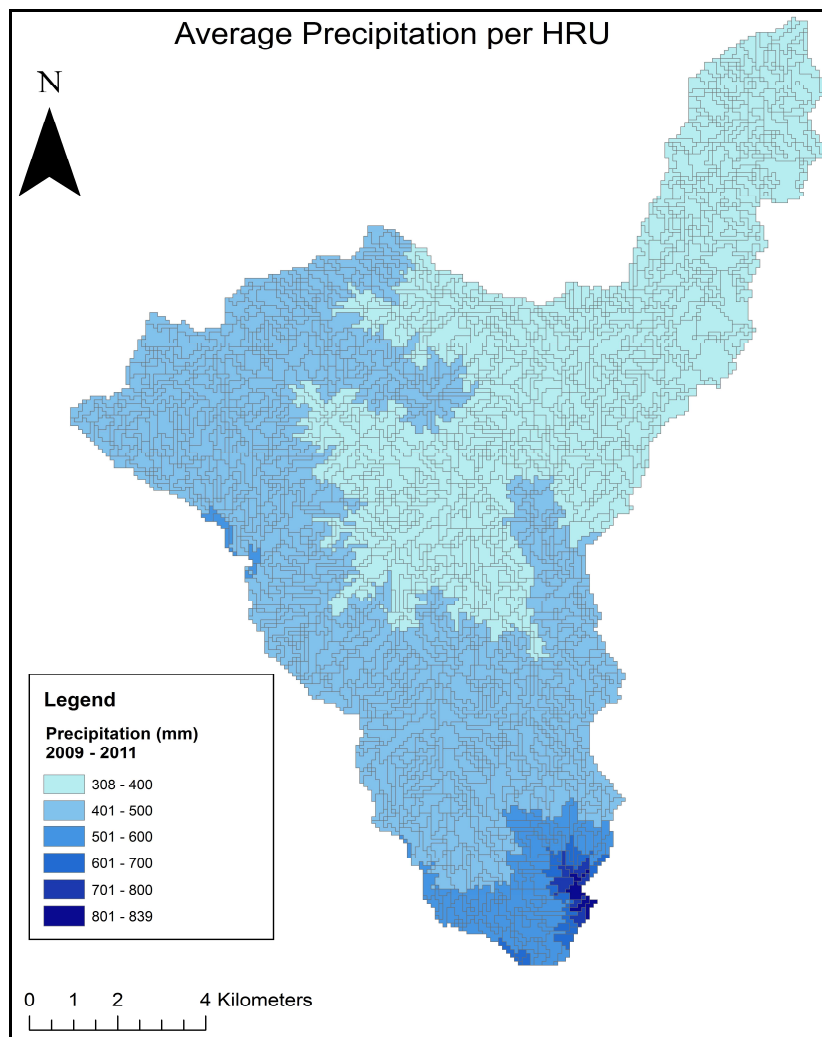 Average Precipitation per HRU
N
Legend
Precipitation (mm)
2009 - 2011
308 - 400
401 - 500
501 - 600
601 - 700
701 - 800
801 - 839
0 1 2 4 Kilometers